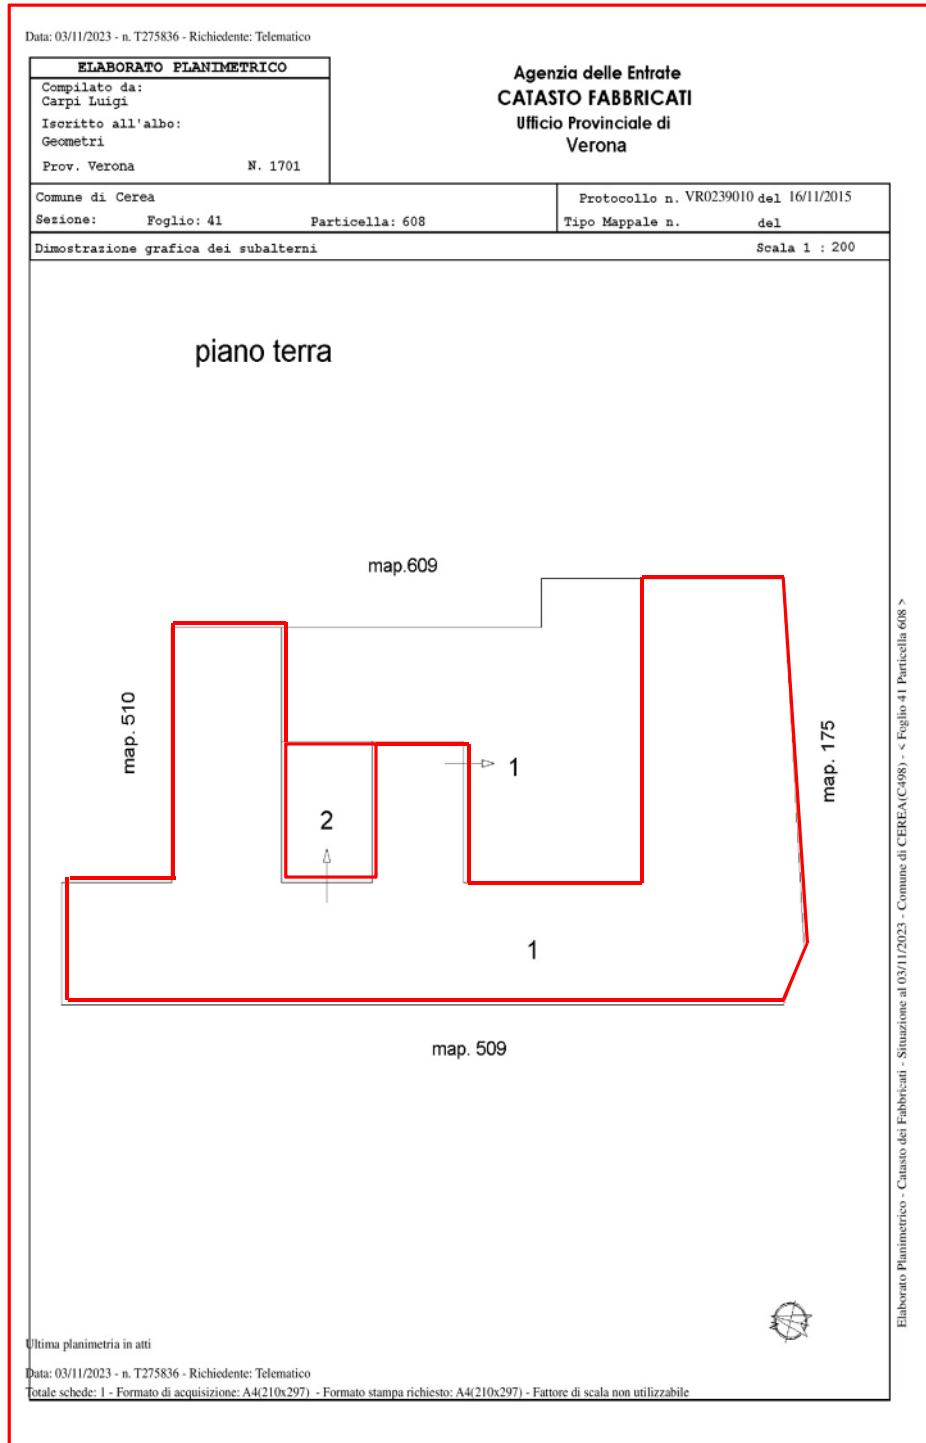 Data: 03/11/2023 - n. T275836 - Richiedente: Telematico
ELABORATO PLANIMETRICO
Compilato da:
Carpi Luigi
Iscritto all'albo:
Geometri
Prov. Verona N. 1701
Agenzia delle Entrate
CATASTO FABBRICATI
Ufficio Provinciale di
Verona
Comune di Cerea
Sezione: Foglio: 41 Particella: 608
Protocollo n. VR0239010 del 16/11/2015
Tipo Mappale n. del
Dimostrazione grafica dei subalterni Scala 1 : 200
piano terra
map.609
map. 510
map. 175
1
2
1
map. 509
Elaborato Planimetrico - Catasto dei Fabbricati - Situazione al 03/11/2023 - Comune di CEREA(C498) - < Foglio 41 Particella 608 >
Ultima planimetria in atti
Data: 03/11/2023 - n. T275836 - Richiedente: Telematico
Totale schede: 1 - Formato di acquisizione: A4(210x297) - Formato stampa richiesto: A4(210x297) - Fattore di scala non utilizzabile